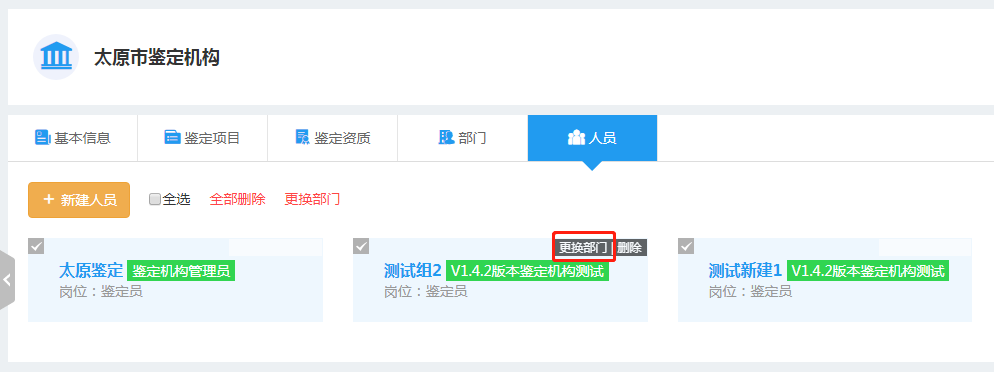 太原市鉴定机构
基本信息 鉴定项目 鉴定资质 部门 人员
+ 新建人员 全选 全部删除 更换部门
更换部门 | 删除
太原鉴定 鉴定机构管理员
岗位：鉴定员
测试组2 V1.4.2版本鉴定机构测试
岗位：鉴定员
测试新建1 V1.4.2版本鉴定机构测试
岗位：鉴定员